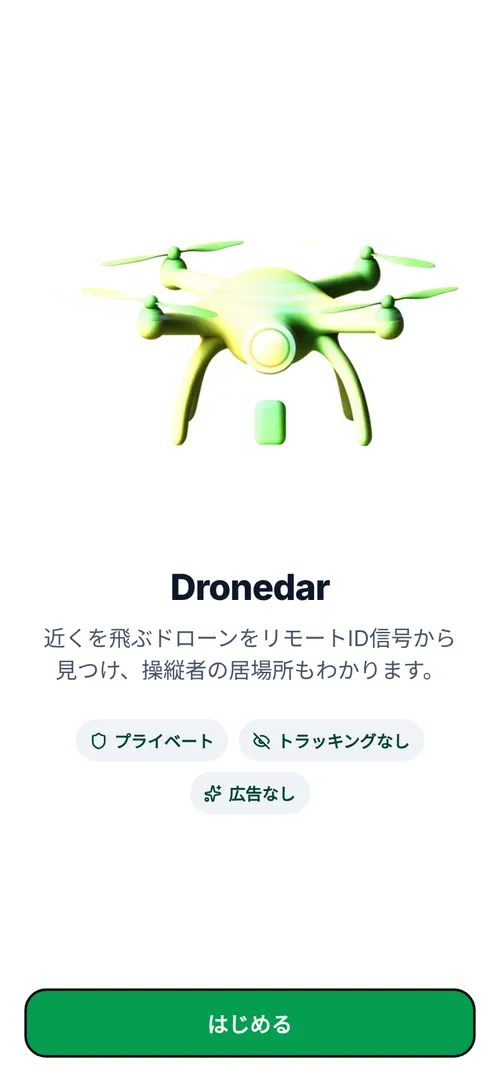 Dronedar
近くを飛ぶドローンをリモートID信号から
見つけ、操縦者の居場所もわかります。
プライベート
トラッキングなし
広告なし
はじめる